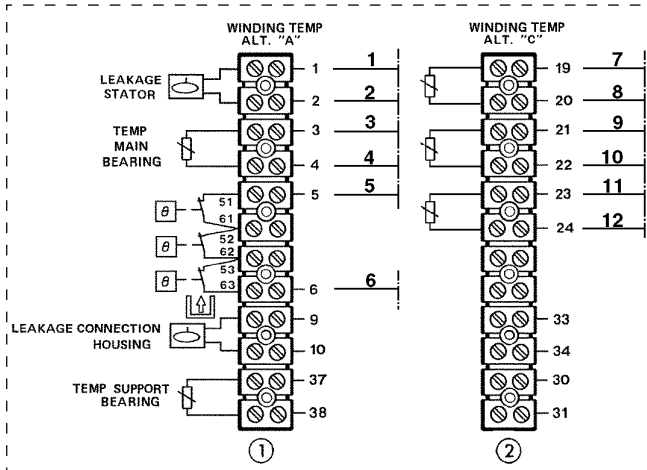 WINDING TEMP
ALT. "A"
WINDING TEMP
ALT. "C"
LEAKAGE
STATOR
1 1
2 2
TEMP
MAIN
BEARING
3 3
4 4
5 5
θ 51
61
θ 52
62
θ 53
63
6 6
LEAKAGE CONNECTION
HOUSING
9
10
TEMP SUPPORT
BEARING
37
38
1
19 7
20 8
21 9
22 10
23 11
24 12
33
34
30
31
2